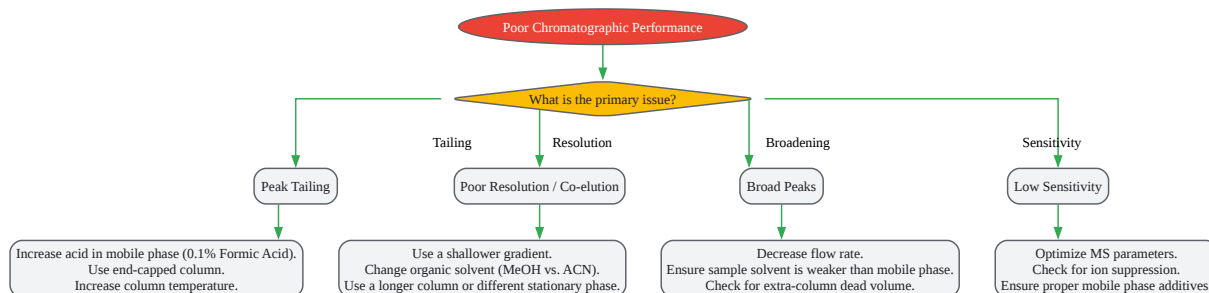 Poor Chromatographic Performance
What is the primary issue?
Tailing
Resolution
Broadening
Sensitivity
Peak Tailing
Poor Resolution / Co-elution
Broad Peaks
Low Sensitivity
Increase acid in mobile phase (0.1% Formic Acid).
Use end-capped column.
Increase column temperature.
Use a shallower gradient.
Change organic solvent (MeOH vs. ACN).
Use a longer column or different stationary phase.
Decrease flow rate.
Ensure sample solvent is weaker than mobile phase.
Check for extra-column dead volume.
Optimize MS parameters.
Check for ion suppression.
Ensure proper mobile phase additives